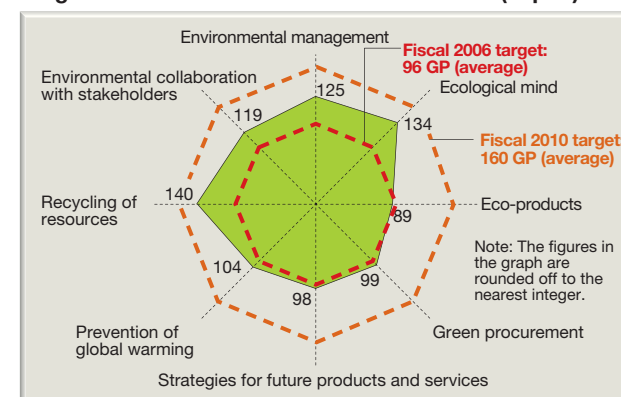 Environmental management
Fiscal 2006 target:
96 GP (average)
Environmental collaboration
with stakeholders
Ecological mind
125
119
134
Fiscal 2010 target:
160 GP (average)
140
Recycling of
resources
89
Eco-products
Note: The figures in
the graph are
rounded off to the
nearest integer.
104
99
98
Prevention of
global warming
Green procurement
Strategies for future products and services